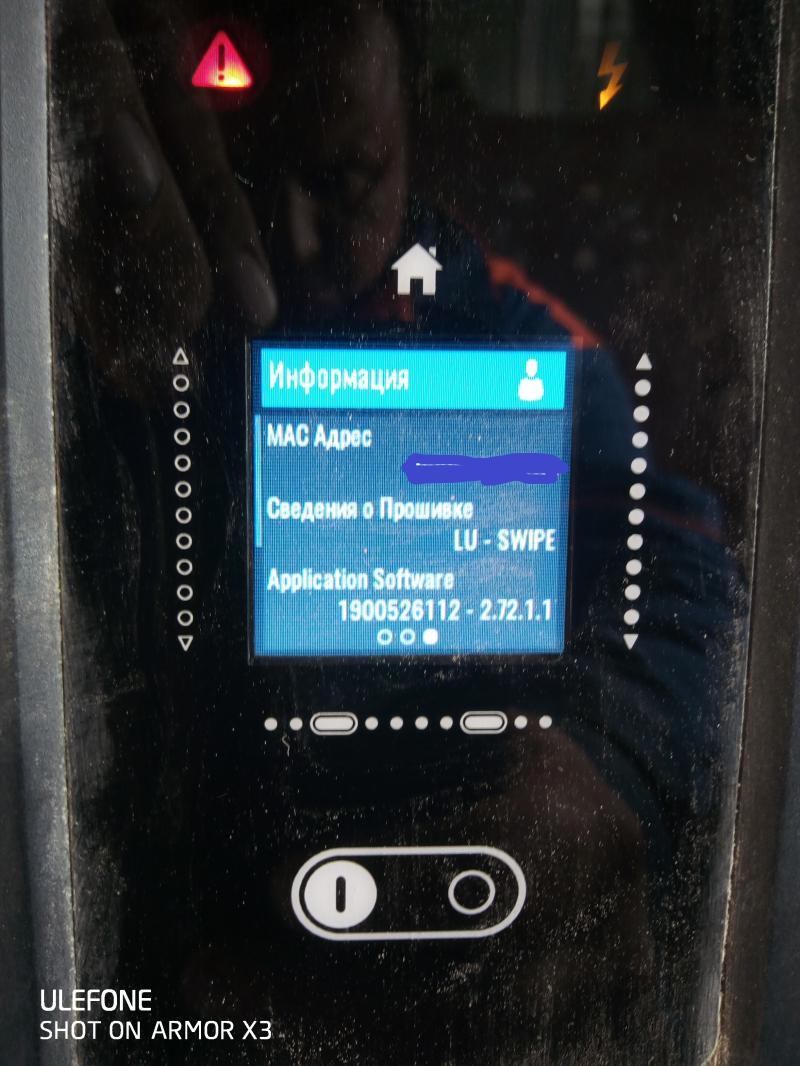 Информация
MAC Адрес
Сведения о Прошивке
LU - SWIPE
Application Software
1900526112 - 2.72.1.1
ULEFONE
SHOT ON ARMOR X3